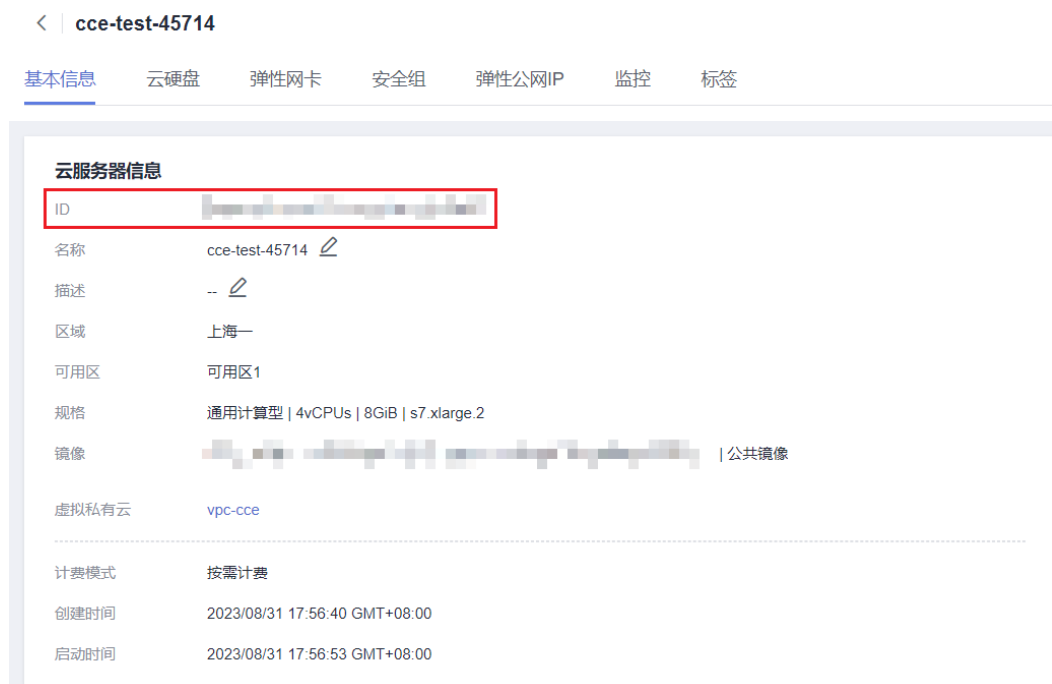 cce-test-45714
基本信息 云硬盘 弹性网卡 安全组 弹性公网IP 监控 标签
云服务器信息
ID
名称 cce-test-45714
描述 --
区域 上海一
可用区 可用区1
规格 通用计算型 | 4vCPUs | 8GiB | s7.xlarge.2
镜像 | 公共镜像
虚拟私有云 vpc-cce
计费模式 按需计费
创建时间 2023/08/31 17:56:40 GMT+08:00
启动时间 2023/08/31 17:56:53 GMT+08:00